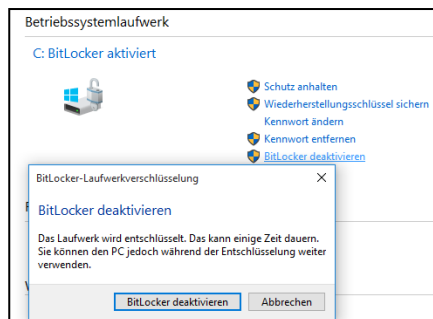 Betriebssystemlaufwerk
C: BitLocker aktiviert
Schutz anhalten
Wiederherstellungsschlüssel sichern
Kennwort ändern
Kennwort entfernen
BitLocker deaktivieren
BitLocker-Laufwerkverschlüsselung
BitLocker deaktivieren
Das Laufwerk wird entschlüsselt. Das kann einige Zeit dauern.
Sie können den PC jedoch während der Entschlüsselung weiter
verwenden.
BitLocker deaktivieren Abbrechen